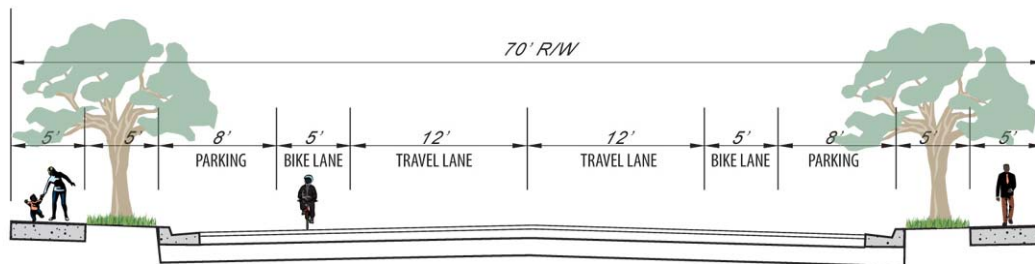 70' R/W
5' 5' 8' 5' 12' 12' 5' 8' 5' 5'
PARKING BIKE LANE TRAVEL LANE TRAVEL LANE BIKE LANE PARKING